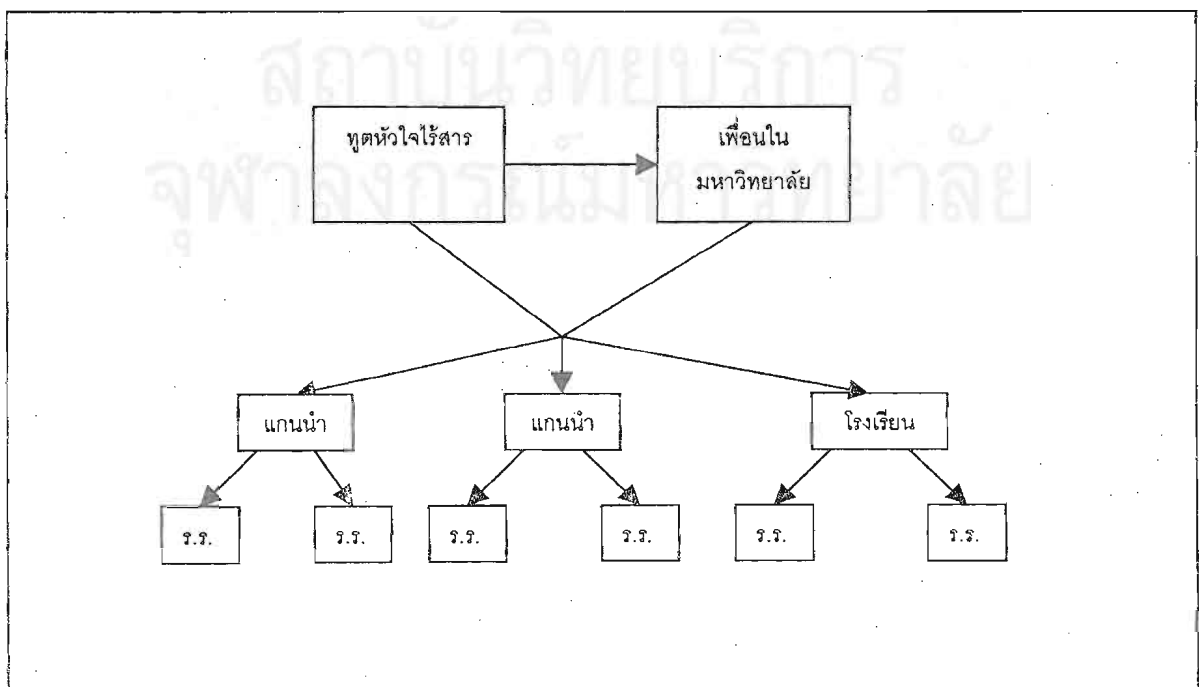 สถาบันวิทยบริการ
จุฬาลงกรณ์มหาวิทยาลัย
ทูตหัวใจไร้สาร
เพื่อนใน
มหาวิทยาลัย
แกนนำ
แกนนำ
โรงเรียน
ร.ร.
ร.ร.
ร.ร.
ร.ร.
ร.ร.
ร.ร.